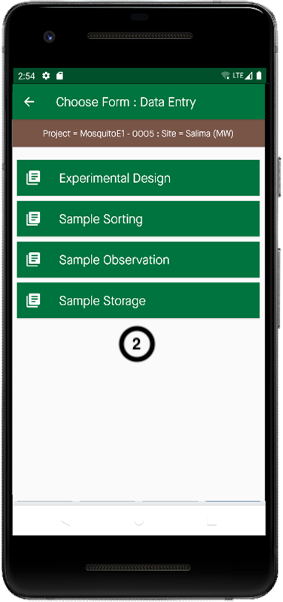 2:54 LTE
Choose Form : Data Entry
Project = MosquitoE1 - 0005 : Site = Salima (MW)
Experimental Design
Sample Sorting
Sample Observation
Sample Storage
2